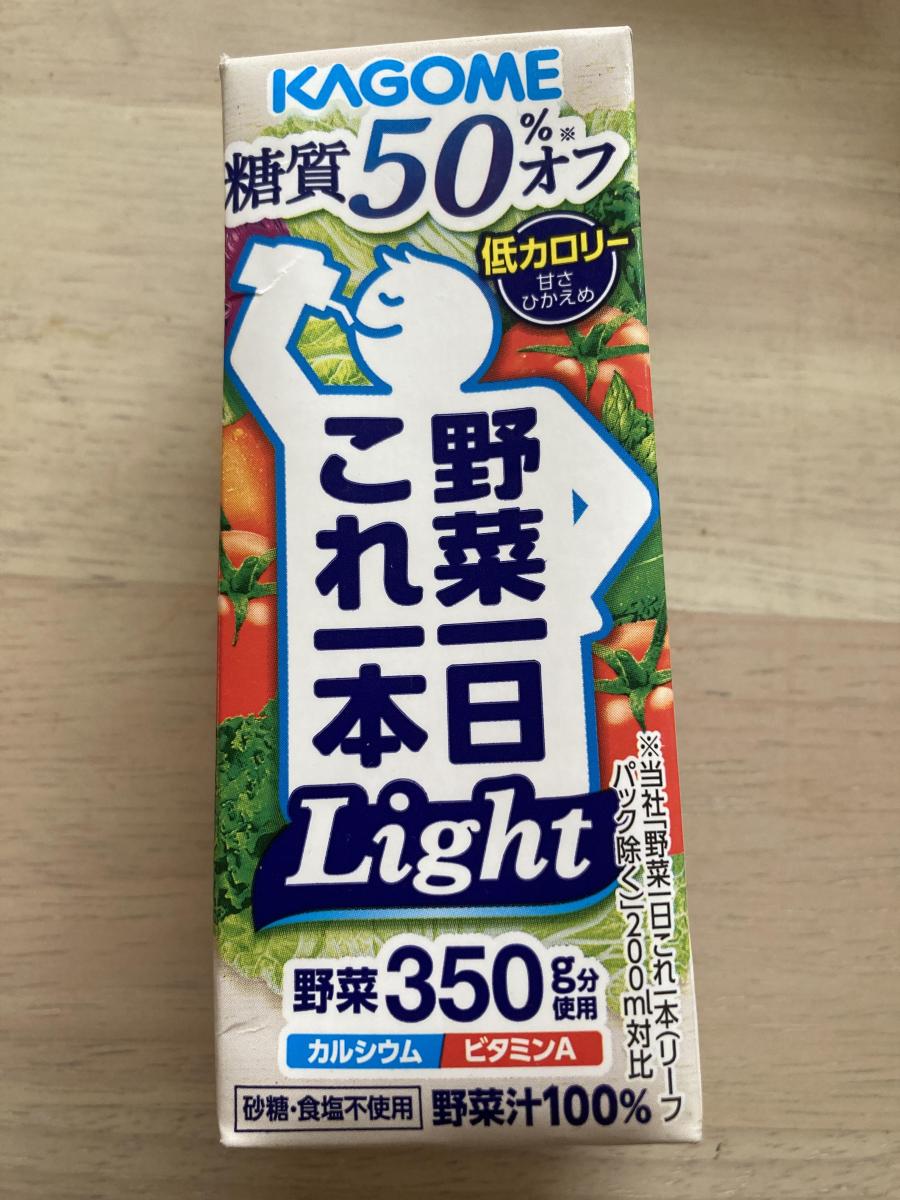 KAGOME
糖質50%※オフ
低カロリー
甘さ
ひかえめ
野菜一日
これ一本
Light
※当社「野菜一日これ一本(リーフ
パック除く)」200ml対比
野菜350g分
使用
カルシウム
ビタミンA
砂糖・食塩不使用
野菜汁100%